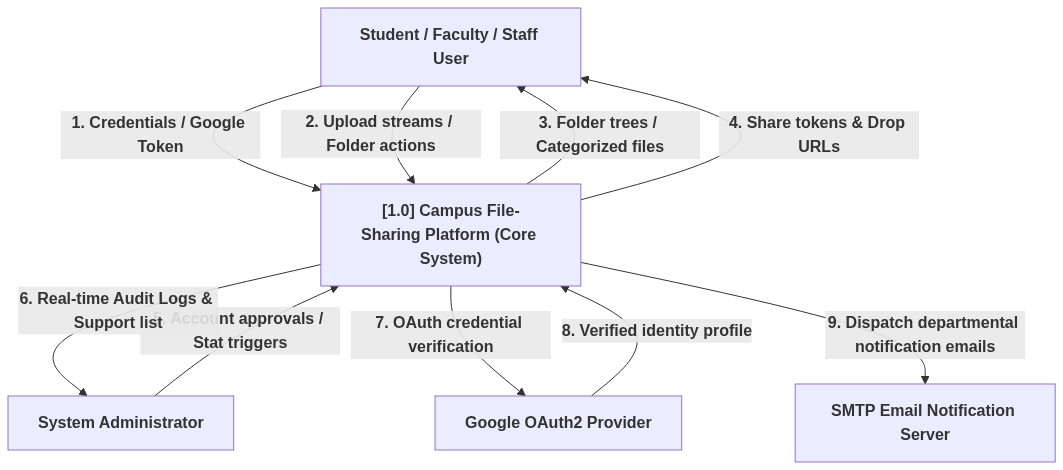 Student / Faculty / Staff
User
1. Credentials / Google
Token
2. Upload streams /
Folder actions
3. Folder trees /
Categorized files
4. Share tokens & Drop
URLs
[1.0] Campus File-
Sharing Platform (Core
System)
6. Real-time Audit Logs &
Support list
5. Account approvals /
Stat triggers
7. OAuth credential
verification
8. Verified identity profile
9. Dispatch departmental
notification emails
System Administrator
Google OAuth2 Provider
SMTP Email Notification
Server